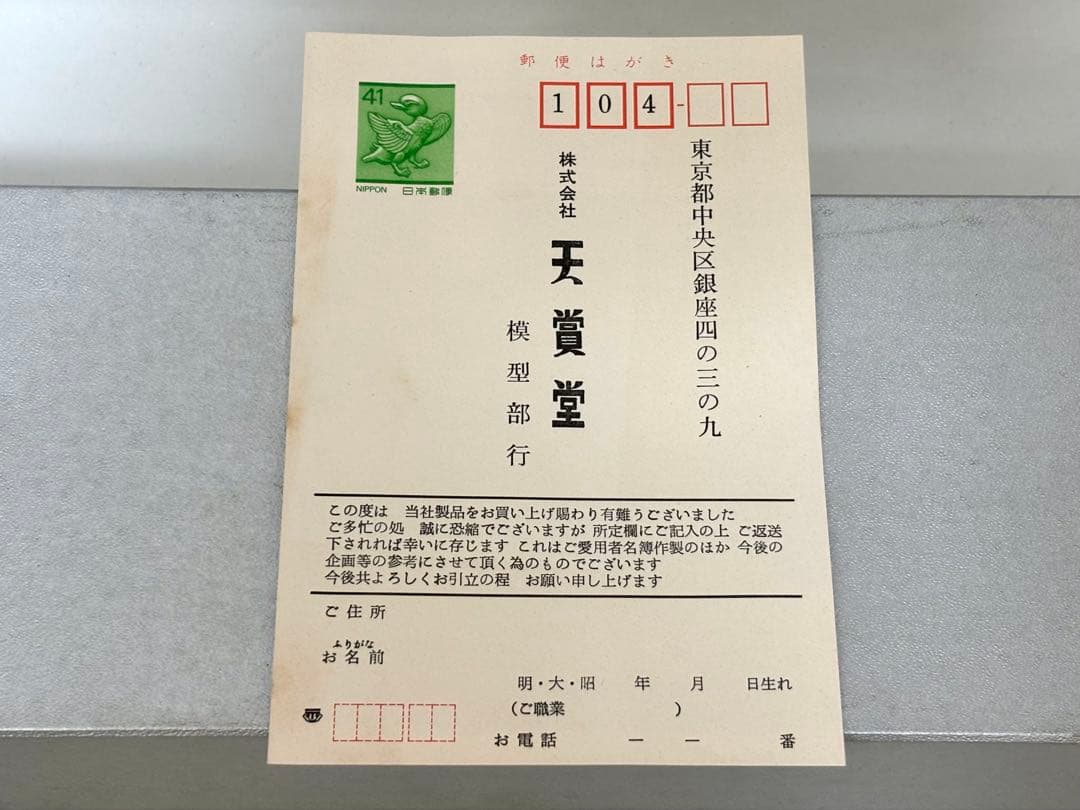 郵便はがき
41
NIPPON 日本郵便
104-
東京都中央区銀座四の三の九
株式会社 天賞堂
模型部行
この度は 当社製品をお買い上げ賜わり有難うございました
ご多忙の処 誠に恐縮でございますが 所定欄にご記入の上 ご返送
下されれば幸いに存じます これはご愛用者名簿作製のほか 今後の
企画等の参考にさせて頂く為のものでございます
今後共よろしくお引立の程 お願い申し上げます
ご住所
ふりがな
お名前
明・大・昭 年 月 日生れ
(ご職業 )
お電話 ー ー 番